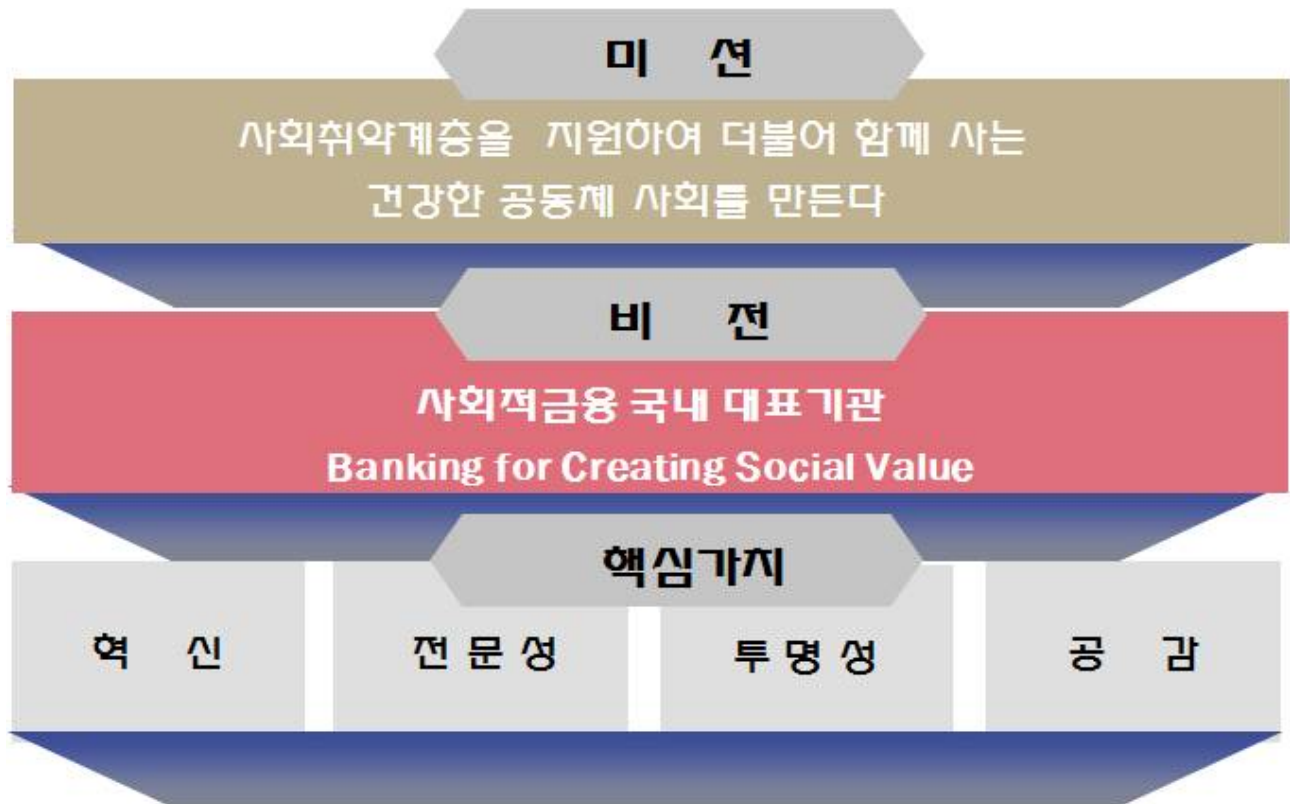 미 션
사회취약계층을 지원하여 더불어 함께 사는
건강한 공동체 사회를 만든다
비 전
사회적금융 국내 대표기관
Banking for Creating Social Value
핵심가치
혁 신
전 문 성
투 명 성
공 감